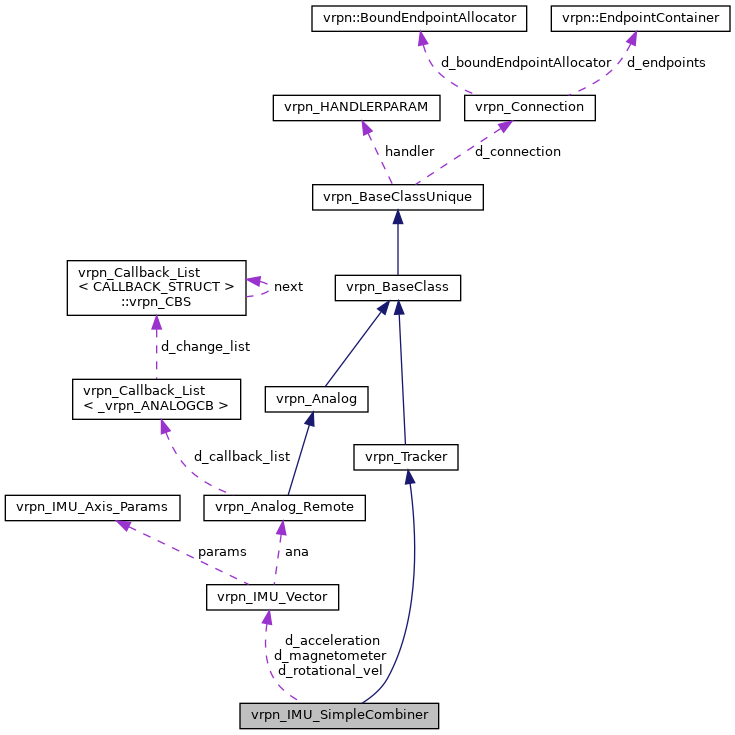 vrpn::BoundEndpointAllocator
vrpn::EndpointContainer
d_boundEndpointAllocator
d_endpoints
vrpn_HANDLERPARAM
vrpn_Connection
handler
d_connection
vrpn_BaseClassUnique
vrpn_Callback_List
< CALLBACK_STRUCT >
::vrpn_CBS
next
vrpn_BaseClass
d_change_list
vrpn_Callback_List
< _vrpn_ANALOGCB >
vrpn_Analog
d_callback_list
vrpn_Tracker
vrpn_IMU_Axis_Params
vrpn_Analog_Remote
params
ana
vrpn_IMU_Vector
d_acceleration
d_magnetometer
d_rotational_vel
vrpn_IMU_SimpleCombiner